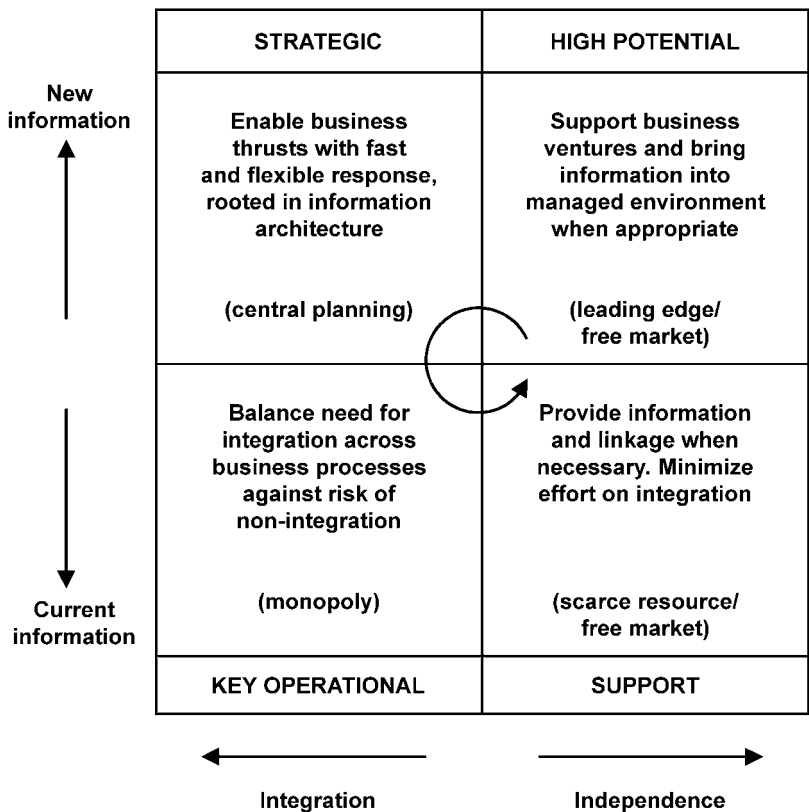 STRATEGIC
HIGH POTENTIAL
New
information
Enable business
thrusts with fast
and flexible response,
rooted in information
architecture
(central planning)
Support business
ventures and bring
information into
managed environment
when appropriate
(leading edge/
free market)
Balance need for
integration across
business processes
against risk of
non-integration
(monopoly)
Provide information
and linkage when
necessary. Minimize
effort on integration
(scarce resource/
free market)
Current
information
KEY OPERATIONAL
SUPPORT
Integration
Independence